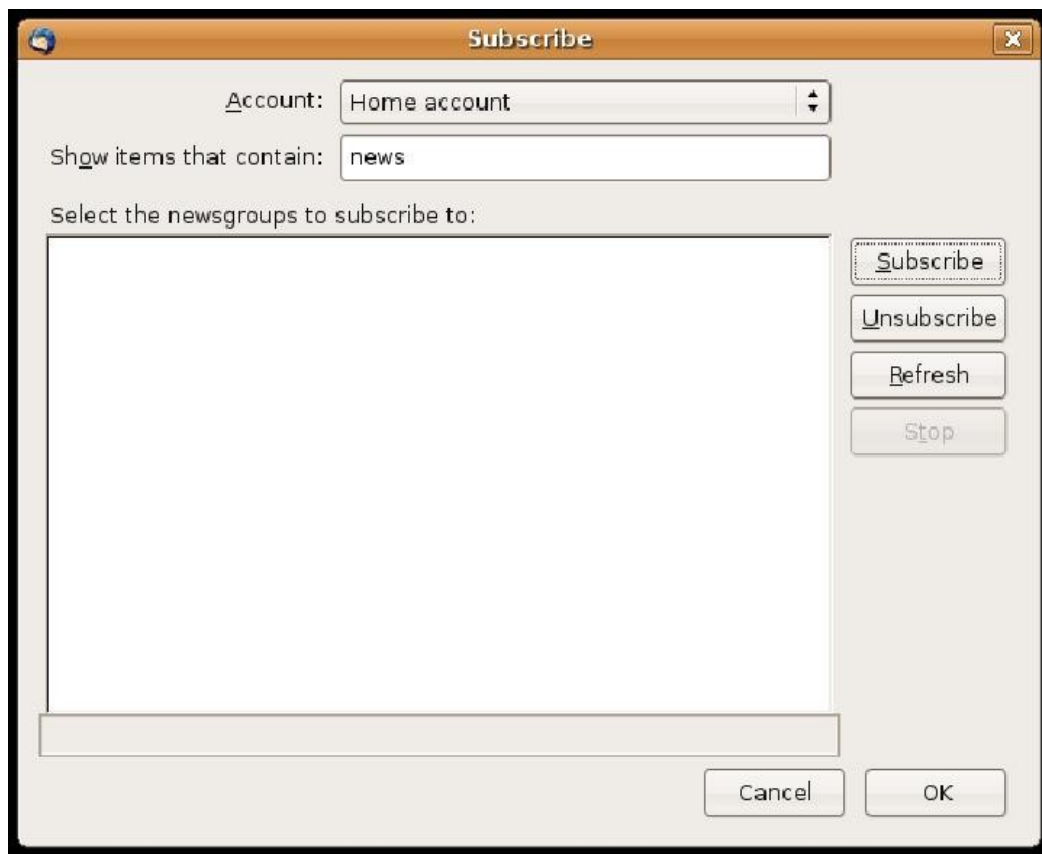 Subscribe
Account: Home account
Show items that contain: news
Select the newsgroups to subscribe to:
Subscribe
Unsubscribe
Refresh
Stop
Cancel OK